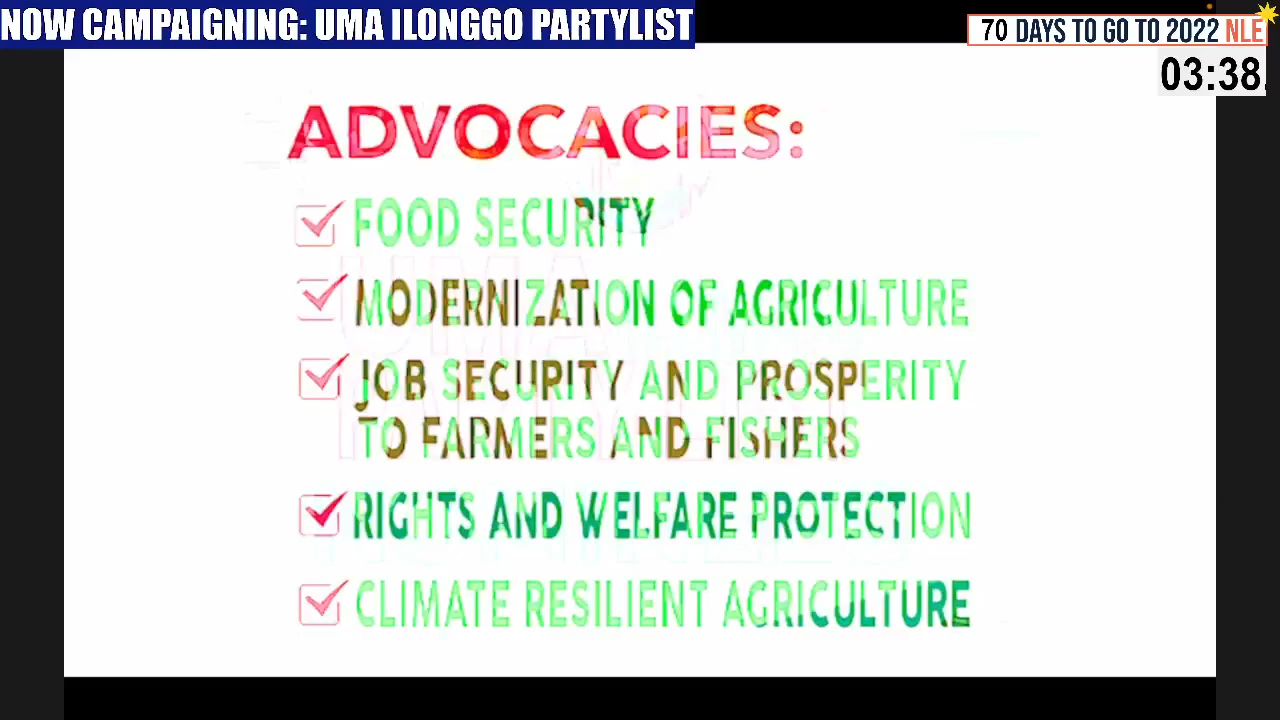 NOW CAMPAIGNING: UMA ILONGGO PARTYLIST
70 DAYS TO GO TO 2022 NLE
03:38
ADVOCACIES:
FOOD SECURITY
MODERNIZATION OF AGRICULTURE
JOB SECURITY AND PROSPERITY
TO FARMERS AND FISHERS
RIGHTS AND WELFARE PROTECTION
CLIMATE RESILIENT AGRICULTURE